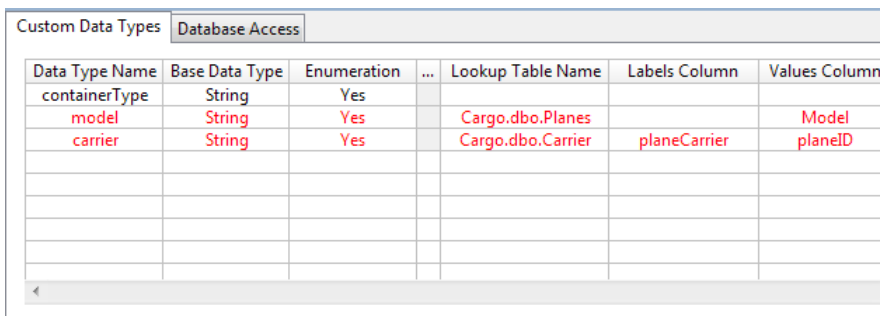 Custom Data Types Database Access
Data Type Name Base Data Type Enumeration ... Lookup Table Name Labels Column Values Column
containerType String Yes
model String Yes Cargo.dbo.Planes Model
carrier String Yes Cargo.dbo.Carrier planeCarrier planeID